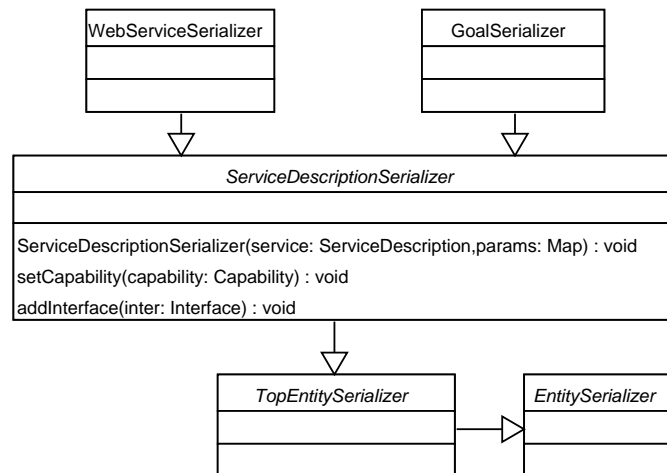 WebServiceSerializer
GoalSerializer
ServiceDescriptionSerializer
ServiceDescriptionSerializer(service: ServiceDescription,params: Map) : void
setCapability(capability: Capability) : void
addInterface(inter: Interface) : void
TopEntitySerializer
EntitySerializer